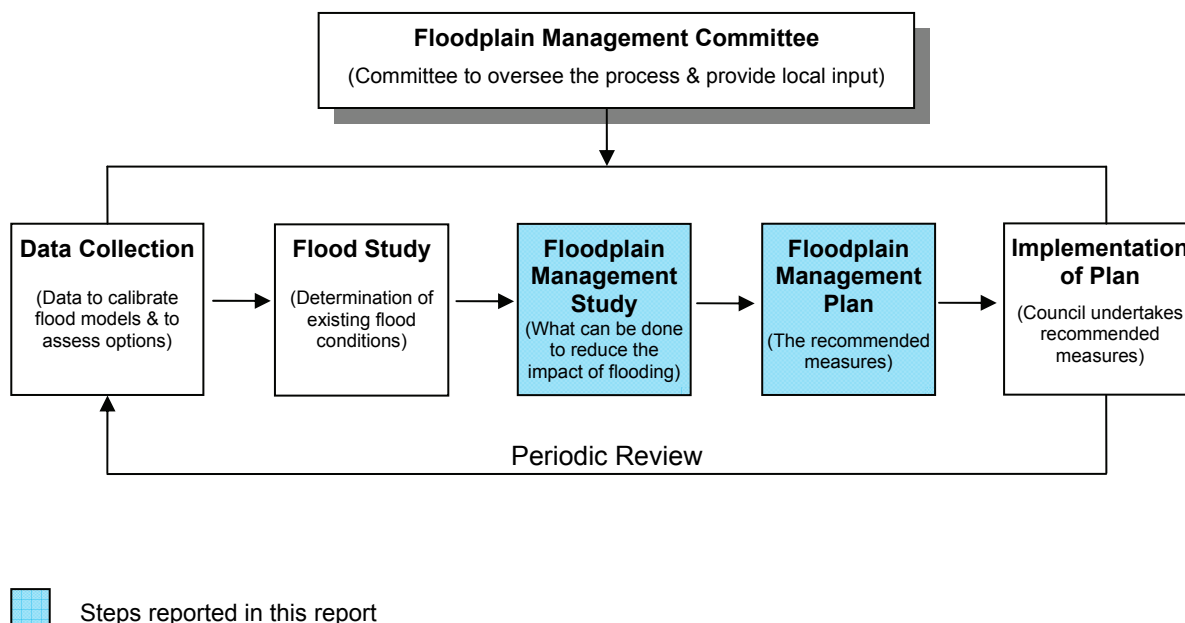 Floodplain Management Committee
(Committee to oversee the process & provide local input)
Data Collection
(Data to calibrate
flood models & to
assess options)
Flood Study
(Determination of
existing flood
conditions)
Floodplain
Management
Study
(What can be done
to reduce the
impact of flooding)
Floodplain
Management
Plan
(The recommended
measures)
Implementation
of Plan
(Council undertakes
recommended
measures)
Periodic Review
Steps reported in this report